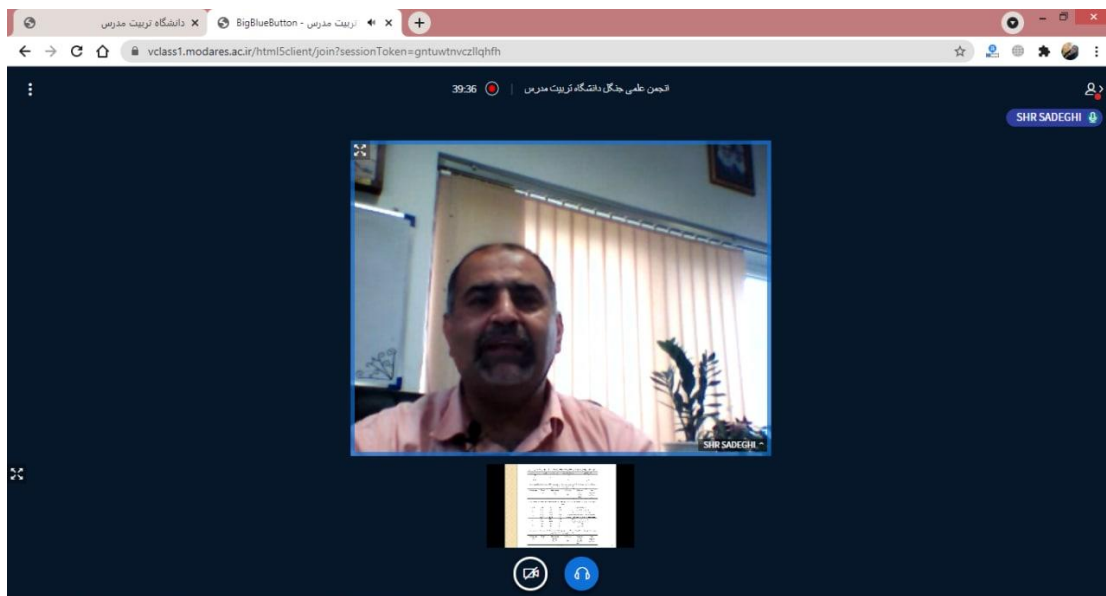 دانشگاه تربیت مدرس
BigBlueButton - تربیت مدرس
vclass1.modares.ac.ir/html5client/join?sessionToken=gntuwtnvczllqhfh
انجمن علمی جنگل دانشگاه تربیت مدرس | 39:36
SHR SADEGHI
SHR SADEGHI